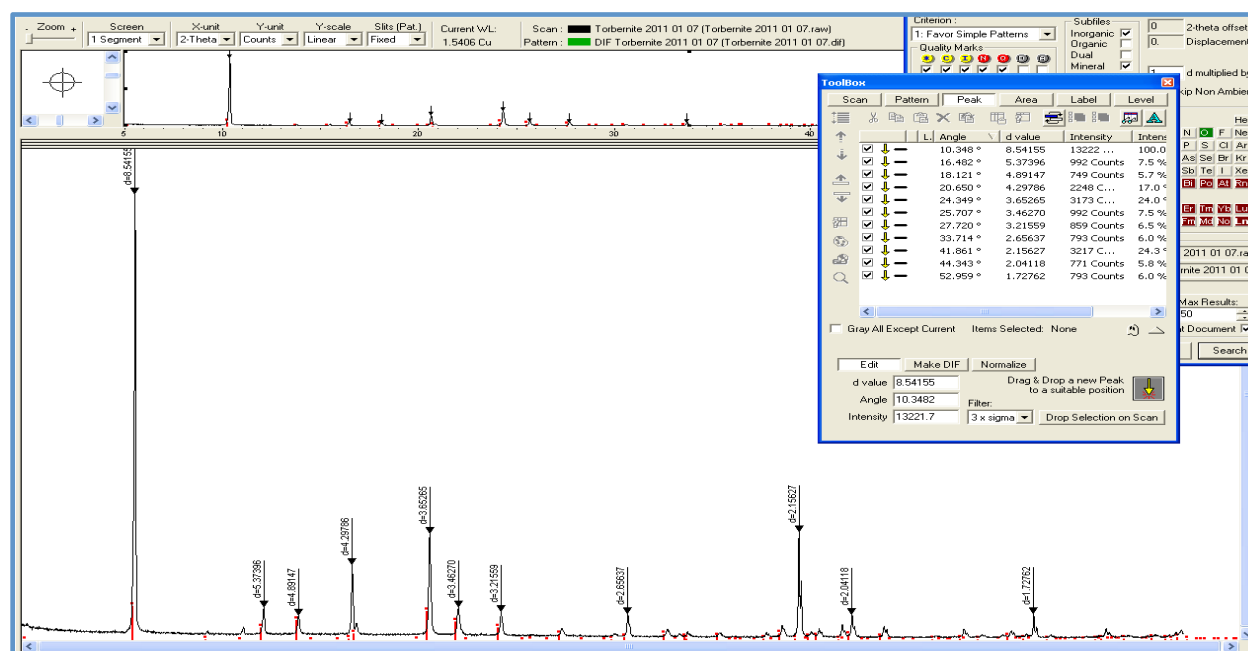 - Zoom +
Screen
1 Segment
X-unit
2-Theta
Y-unit
Counts
Y-scale
Linear
Slits (Pat.)
Fixed
Current WL:
1.5406 Cu
Scan : Torbernite 2011 01 07 (Torbernite 2011 01 07.raw)
Pattern : DIF Torbernite 2011 01 07 (Torbernite 2011 01 07.dif)
5 10 20 30 40
Criterion :
1: Favor Simple Patterns
Quality Marks
Subfiles
Inorganic
Organic
Dual
Mineral
0 2-theta offset
0. Displacement
1 d multiplied by
ip Non Ambien
He
N O F Ne
P S Cl Ar
As Se Br Kr
Sb Te I Xe
Bi Po At Rn
Er Tm Yb Lu
Fm Md No
2011 01 07.ra
rnite 2011 01 0
Max Results:
50
nt Document
Search
ToolBox
Scan Pattern Peak Area Label Level
L. Angle d value Intensity Intens
10.348 ° 8.54155 13222 ... 100.0
16.482 ° 5.37396 992 Counts 7.5 %
18.121 ° 4.89147 749 Counts 5.7 %
20.650 ° 4.29786 2248 C... 17.0 °
24.349 ° 3.65265 3173 C... 24.0 °
25.707 ° 3.46270 992 Counts 7.5 %
27.720 ° 3.21559 859 Counts 6.5 %
33.714 ° 2.65637 793 Counts 6.0 %
41.861 ° 2.15627 3217 C... 24.3 °
44.343 ° 2.04118 771 Counts 5.8 %
52.959 ° 1.72762 793 Counts 6.0 %
Gray All Except Current Items Selected: None
Edit Make DIF Normalize
d value 8.54155
Angle 10.3482
Intensity 13221.7
Drag & Drop a new Peak
to a suitable position
Filter:
3 x sigma
Drop Selection on Scan
d=8.54155
d=5.37396
d=4.89147
d=4.29786
d=3.65265
d=3.46270
d=3.21559
d=2.65637
d=2.15627
d=2.04118
d=1.72762